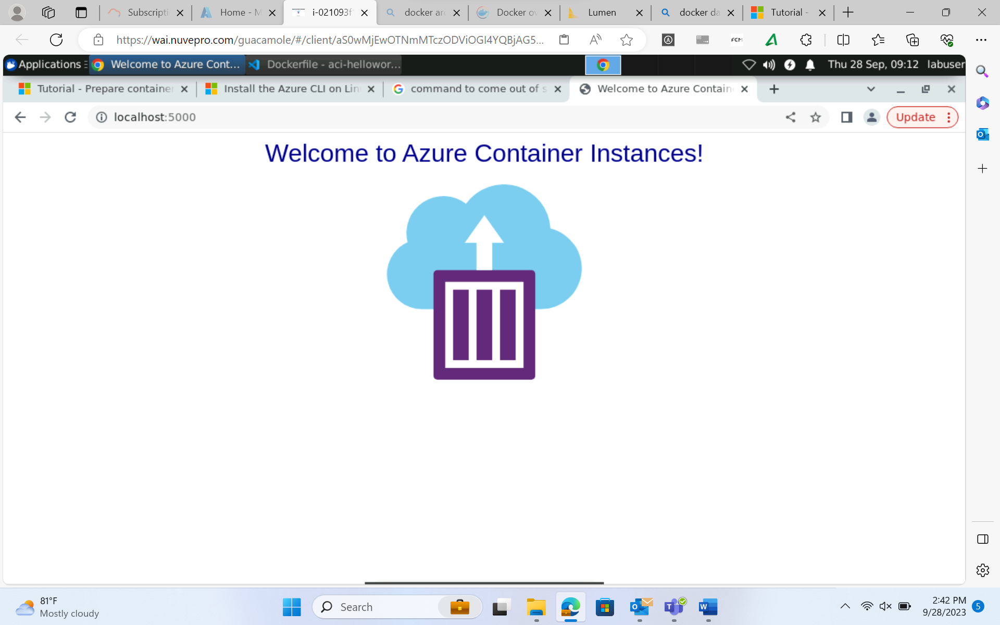 Subscripti
Home - M
i-021093f
docker arc
Docker ov
Lumen
docker da
Tutorial -
https://wai.nuvepro.com/guacamole/#/client/aS0wMjEwOTNmMTczODViOGI4YQBjAG5...
FCM
Applications
Welcome to Azure Cont...
Dockerfile - aci-hellowor...
Thu 28 Sep, 09:12 labuser
Tutorial - Prepare container
Install the Azure CLI on Lin
command to come out of s
Welcome to Azure Contain
localhost:5000
Update
Welcome to Azure Container Instances!
81°F
Mostly cloudy
Search
2:42 PM
9/28/2023
5